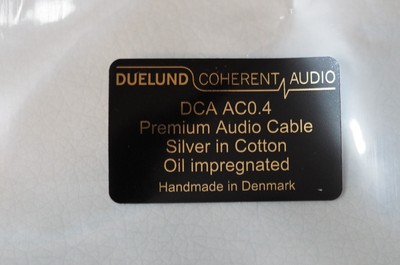 DUELUND COHERENT AUDIO
DCA AC0.4
Premium Audio Cable
Silver in Cotton
Oil impregnated
Handmade in Denmark